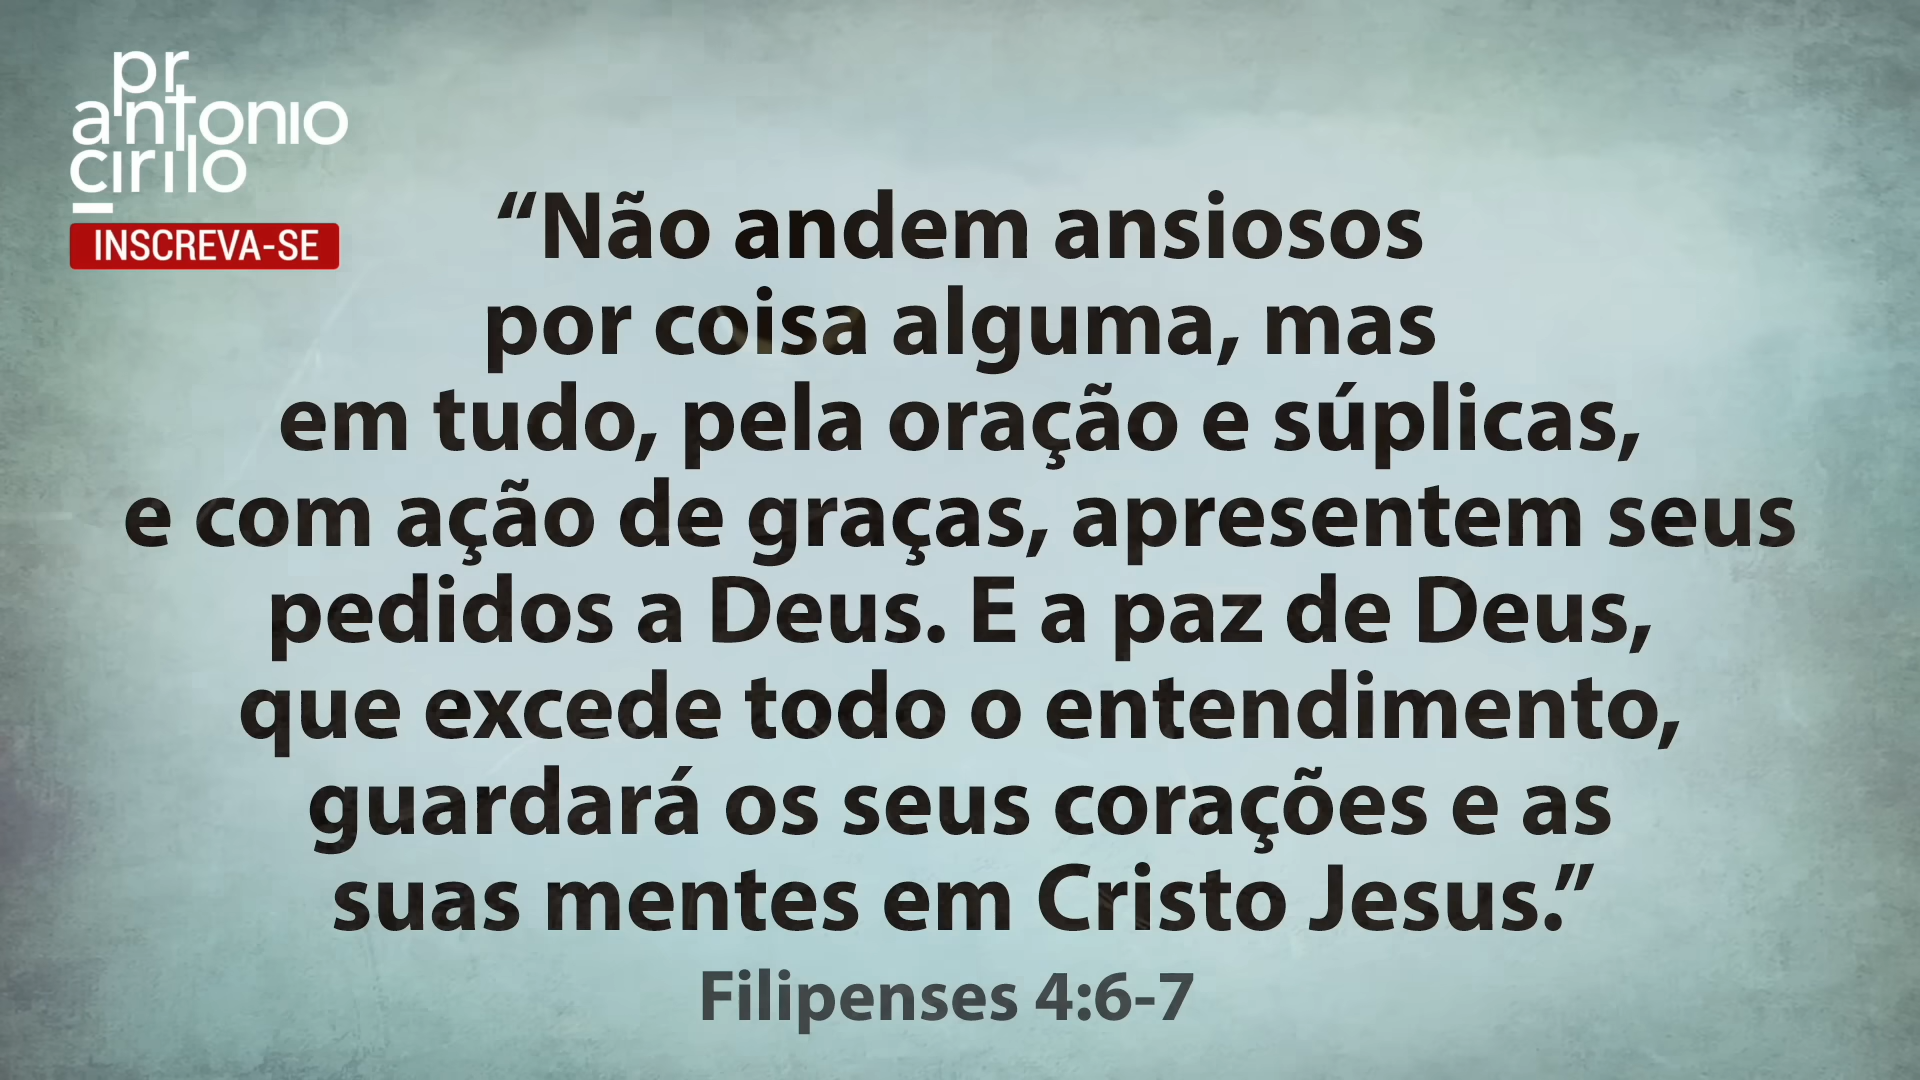 pr
antonio
cirilo
INSCREVA-SE
“Não andem ansiosos
por coisa alguma, mas
em tudo, pela oração e súplicas,
e com ação de graças, apresentem seus
pedidos a Deus. E a paz de Deus,
que excede todo o entendimento,
guardará os seus corações e as
suas mentes em Cristo Jesus.”
Filipenses 4:6-7